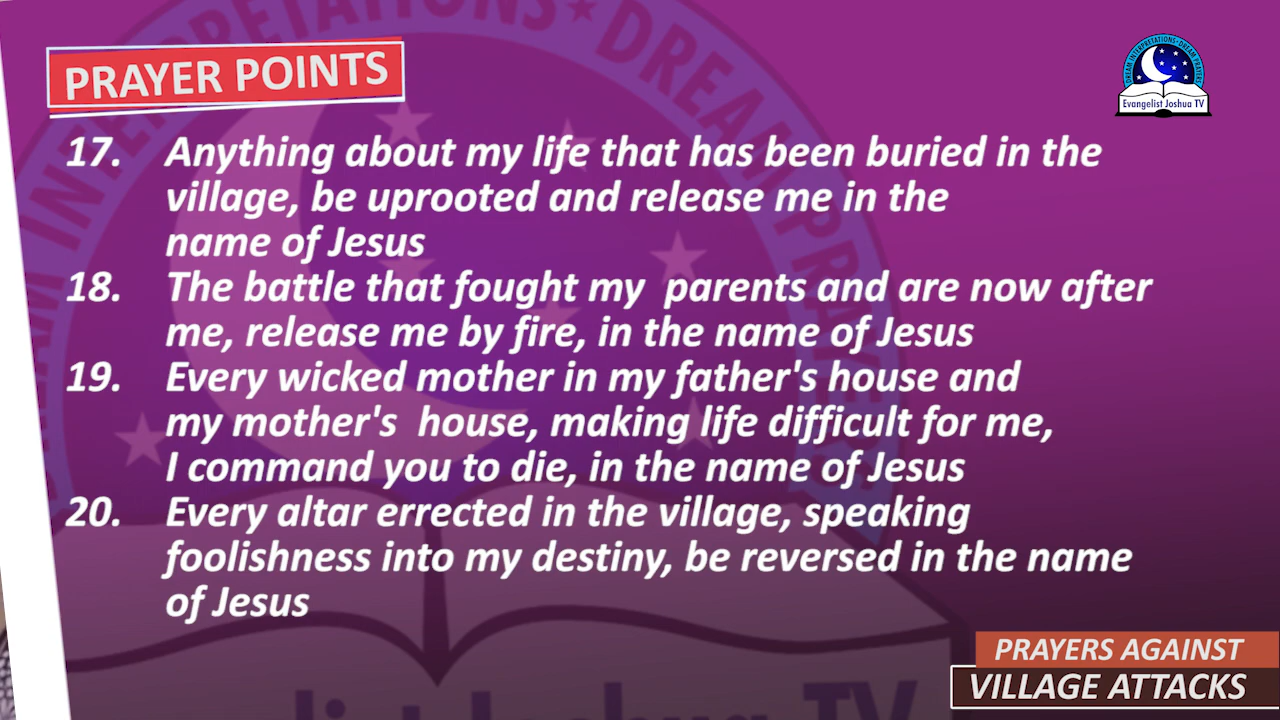 PRAYER POINTS
DREAM INTERPRETATIONS★DREAM PRAYERS
Evangelist Joshua TV
17. Anything about my life that has been buried in the
village, be uprooted and release me in the
name of Jesus
18. The battle that fought my parents and are now after
me, release me by fire, in the name of Jesus
19. Every wicked mother in my father's house and
my mother's house, making life difficult for me,
I command you to die, in the name of Jesus
20. Every altar errected in the village, speaking
foolishness into my destiny, be reversed in the name
of Jesus
PRAYERS AGAINST
VILLAGE ATTACKS